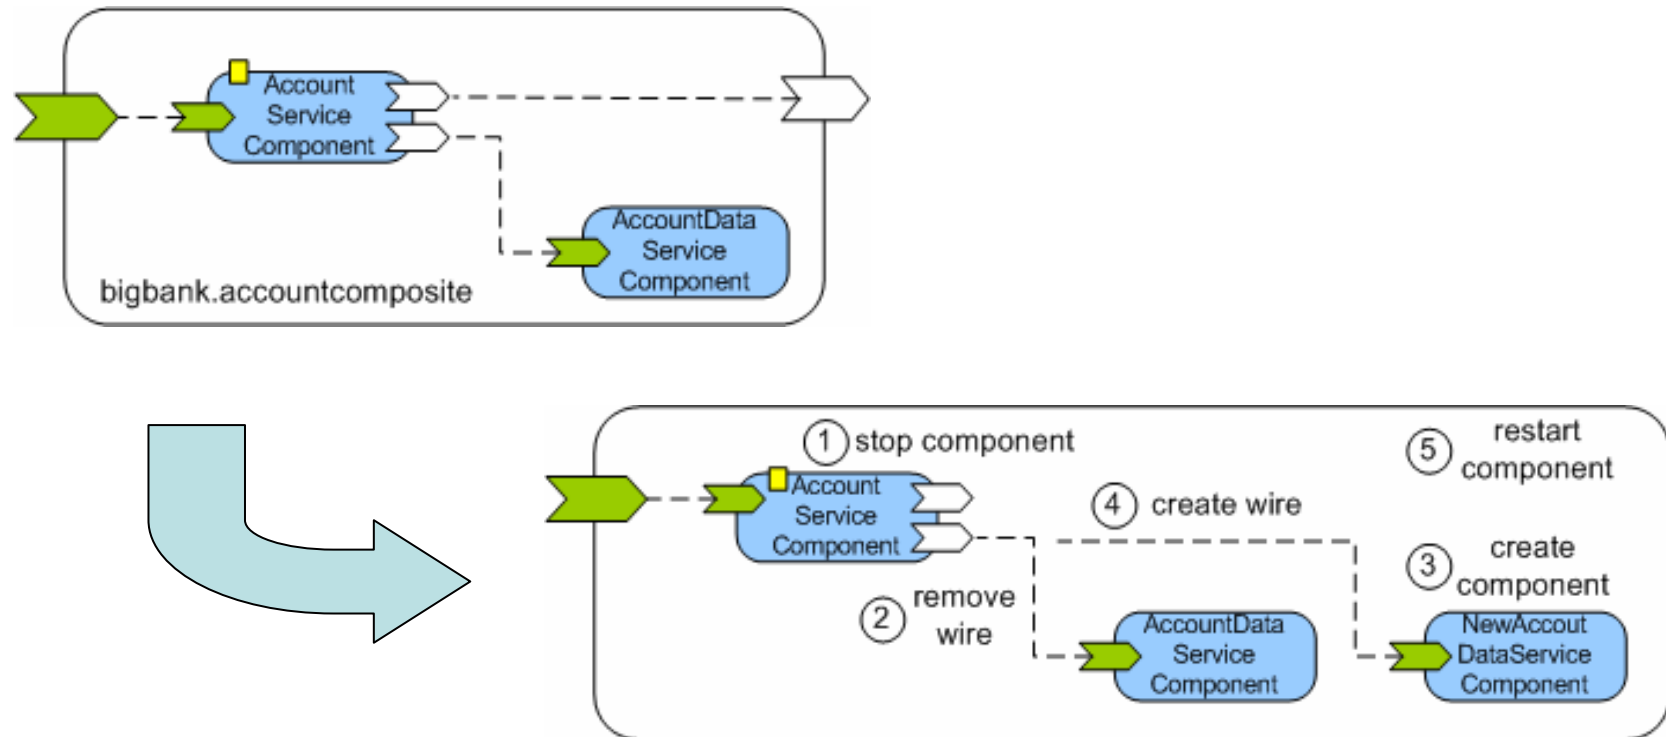 Account
Service
Component
AccountData
Service
Component
bigbank.accountcomposite
1 stop component
5 restart
component
Account
Service
Component
4 create wire
3 create
component
2 remove
wire
AccountData
Service
Component
NewAccout
DataService
Component